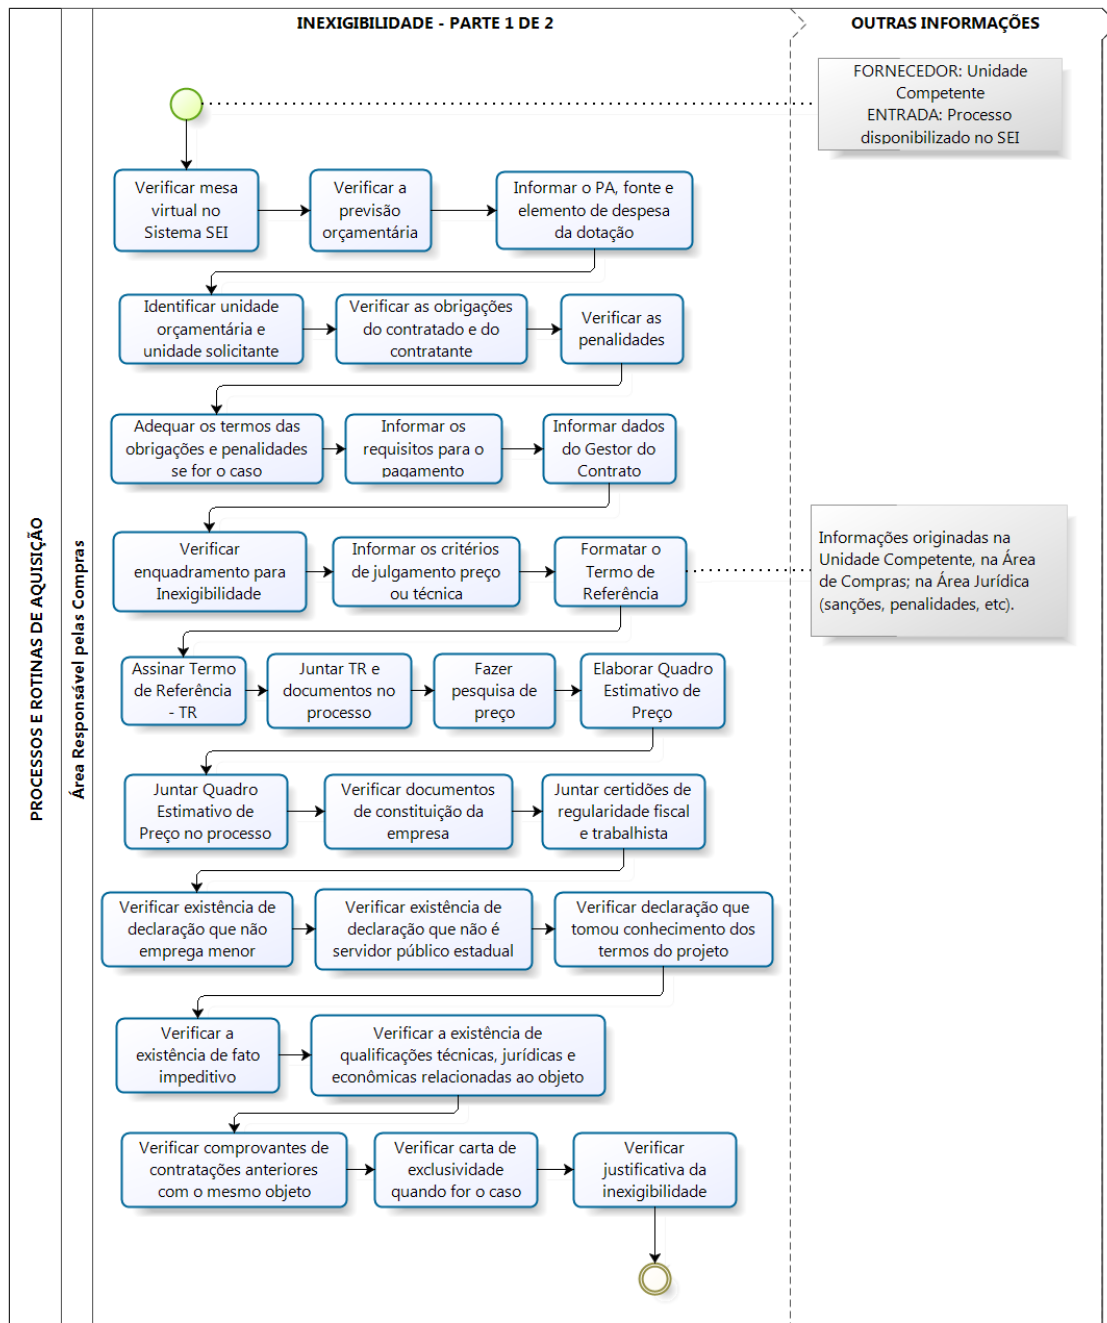 INEXIGIBILIDADE - PARTE 1 DE 2
OUTRAS INFORMAÇÕES
PROCESSOS E ROTINAS DE AQUISIÇÃO
Área Responsável pelas Compras
FORNECEDOR: Unidade
Competente
ENTRADA: Processo
disponibilizado no SEI
Verificar mesa
virtual no
Sistema SEI
Verificar a
previsão
orçamentária
Informar o PA, fonte e
elemento de despesa
da dotação
Identificar unidade
orçamentária e
unidade solicitante
Verificar as obrigações
do contratado e do
contratante
Verificar as
penalidades
Adequar os termos das
obrigações e penalidades
se for o caso
Informar os
requisitos para o
pagamento
Informar dados
do Gestor do
Contrato
Verificar
enquadramento para
Inexigibilidade
Informar os critérios
de julgamento preço
ou técnica
Formatar o
Termo de
Referência
Informações originadas na
Unidade Competente, na Área
de Compras; na Área Jurídica
(sanções, penalidades, etc).
Assinar Termo
de Referência
- TR
Juntar TR e
documentos no
processo
Fazer
pesquisa de
preço
Elaborar Quadro
Estimativo de
Preço
Juntar Quadro
Estimativo de
Preço no processo
Verificar documentos
de constituição da
empresa
Juntar certidões de
regularidade fiscal
e trabalhista
Verificar existência de
declaração que não
emprega menor
Verificar existência de
declaração que não é
servidor público estadual
Verificar declaração que
tomou conhecimento dos
termos do projeto
Verificar a
existência de fato
impeditivo
Verificar a existência de
qualificações técnicas, jurídicas e
econômicas relacionadas ao objeto
Verificar comprovantes de
contratações anteriores
com o mesmo objeto
Verificar carta de
exclusividade
quando for o caso
Verificar
justificativa da
inexigibilidade